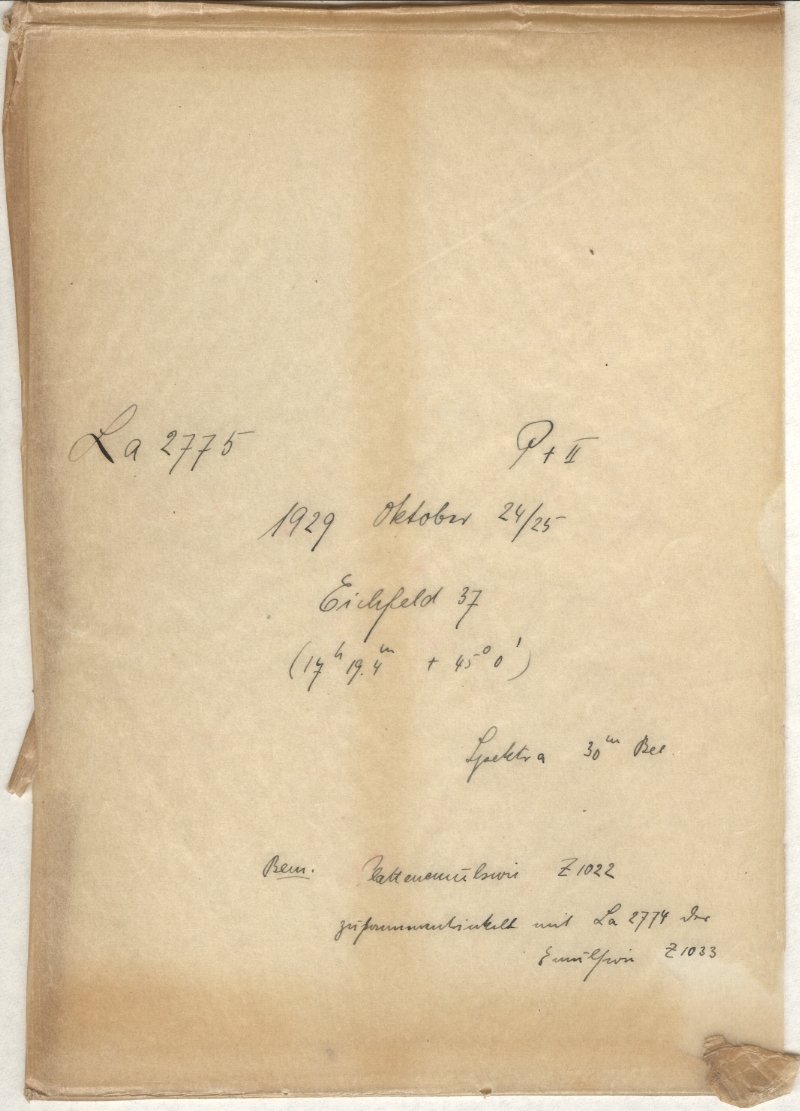 La 2775 P + II
1929 Oktober 24/25
Eichfeld 37
(17ʰ 19.4ᵐ + 45° 0')
Spektra 30ᵐ Bel.
Bem. Plattenemulsion Z 1022
mit La 2774 der
Emulsion Z 1033